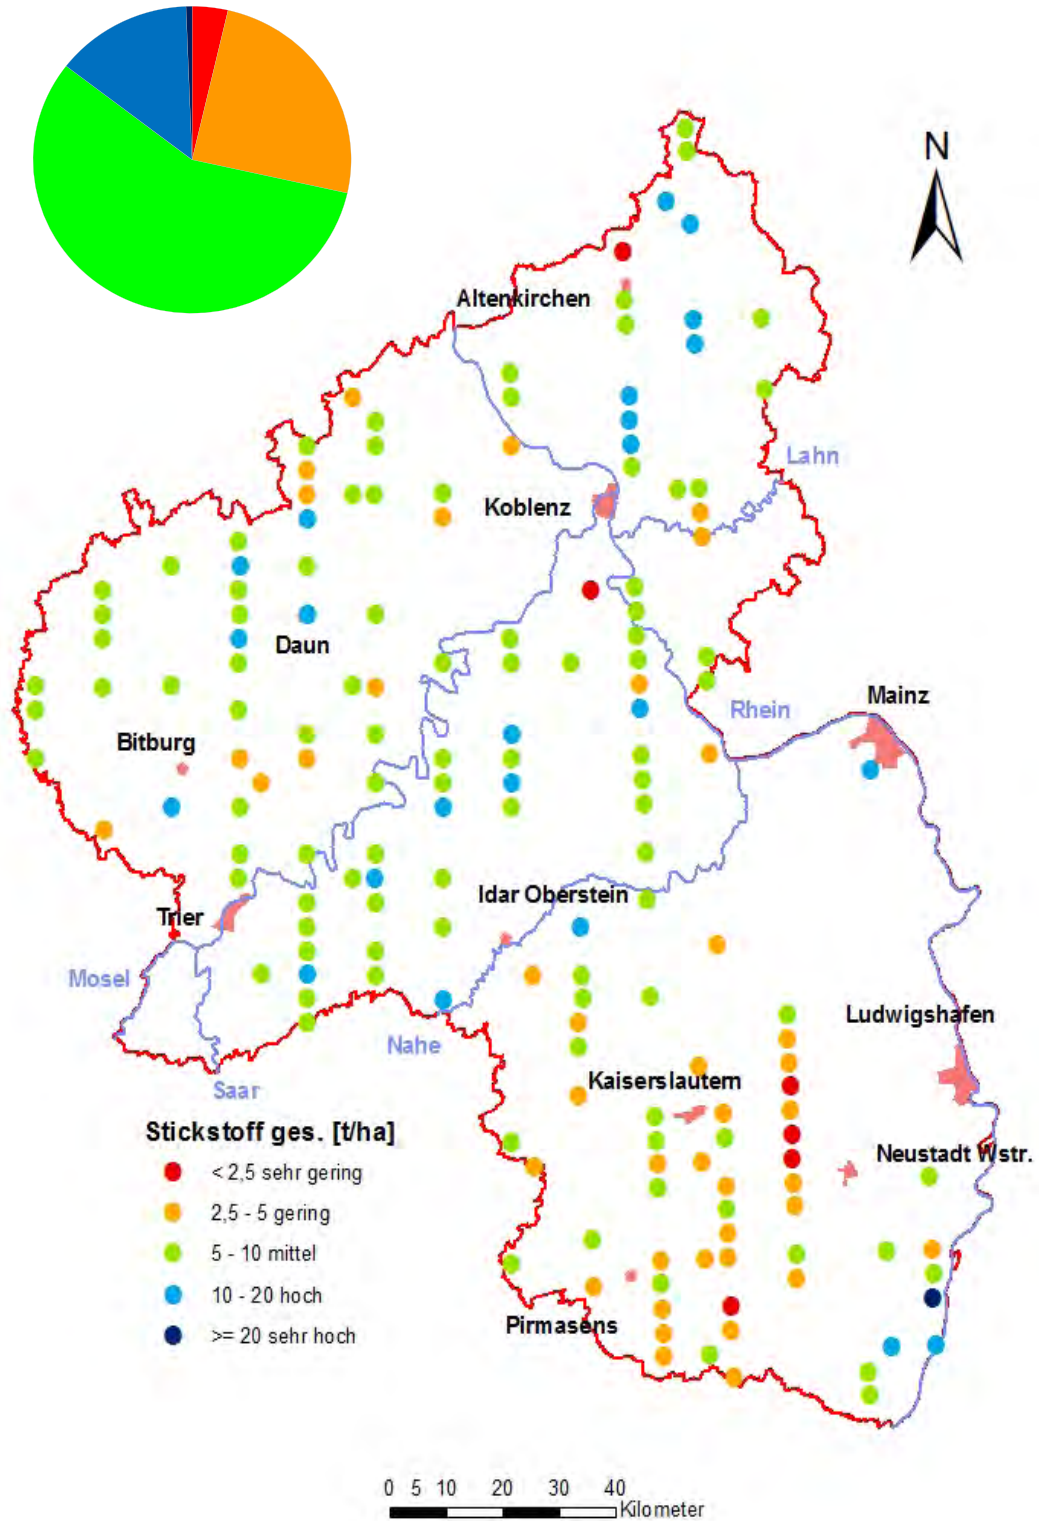 N
Altenkirchen
Lahn
Koblenz
Daun
Rhein
Mainz
Bitburg
Idar Oberstein
Trier
Mosel
Ludwigshafen
Nahe
Kaiserslautern
Saar
Stickstoff ges. [t/ha]
Neustadt Wstr.
< 2,5 sehr gering
2,5 - 5 gering
5 - 10 mittel
10 - 20 hoch
Pirmasens
>= 20 sehr hoch
0 5 10 20 30 40
Kilometer